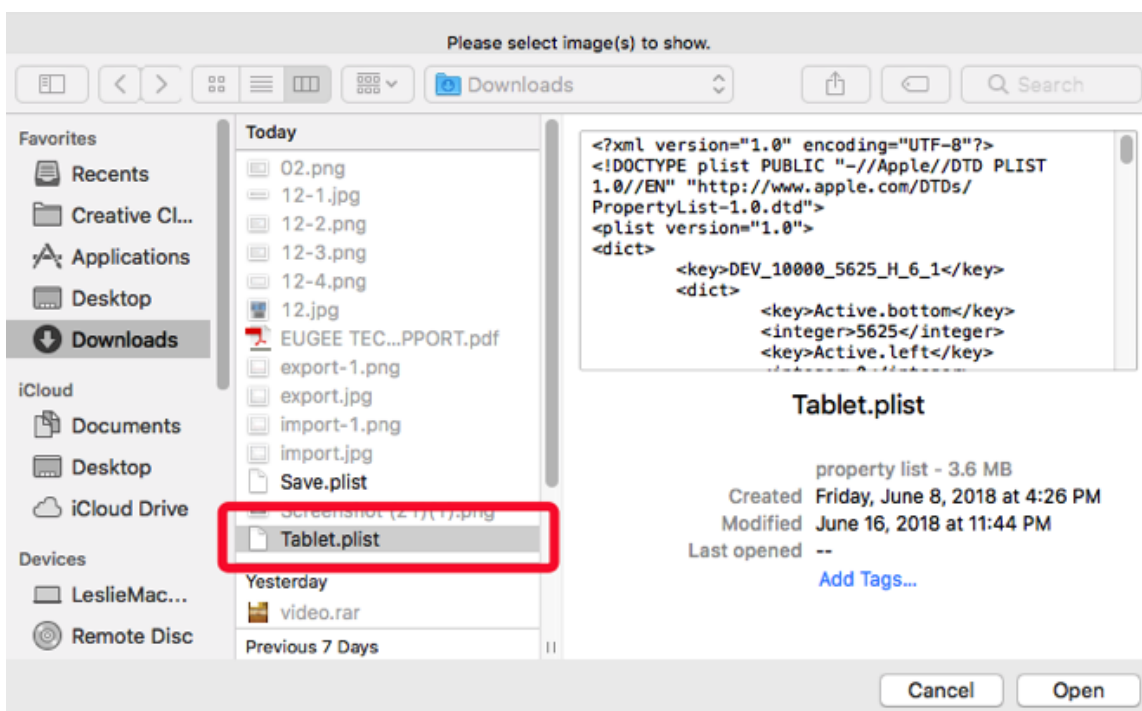 Please select image(s) to show.
Downloads
Search
Favorites
Recents
Creative Cl...
Applications
Desktop
Downloads
iCloud
Documents
Desktop
iCloud Drive
Devices
LeslieMac...
Remote Disc
Today
02.png
12-1.jpg
12-2.png
12-3.png
12-4.png
12.jpg
EUGEE TEC...PPORT.pdf
export-1.png
export.jpg
import-1.png
import.jpg
Save.plist
Screenshot (21)(1).png
Tablet.plist
Yesterday
video.rar
Previous 7 Days
<?xml version="1.0" encoding="UTF-8"?>
<!DOCTYPE plist PUBLIC "-//Apple//DTD PLIST
1.0//EN" "http://www.apple.com/DTDs/
PropertyList-1.0.dtd">
<plist version="1.0">
<dict>
<key>DEV_10000_5625_H_6_1</key>
<dict>
<key>Active.bottom</key>
<integer>5625</integer>
<key>Active.left</key>
<integer>0</integer>
Tablet.plist
property list - 3.6 MB
Created Friday, June 8, 2018 at 4:26 PM
Modified June 16, 2018 at 11:44 PM
Last opened --
Add Tags...
Cancel
Open